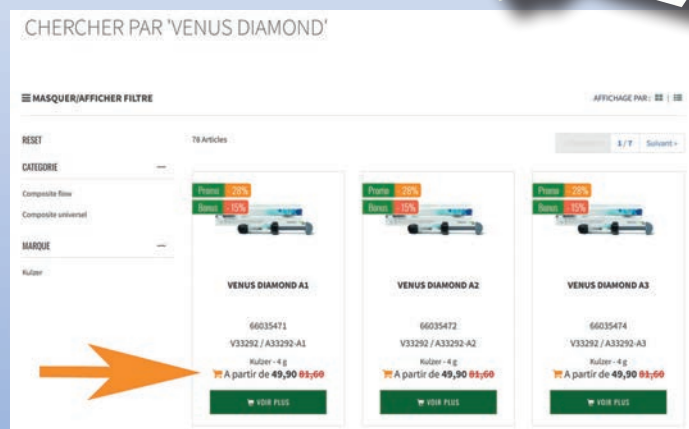 CHERCHER PAR 'VENUS DIAMOND'
MASQUER/AFFICHER FILTRE
AFFICHAGE PAR: |
RESET
78 Articles
1/7 Suivant»
CATEGORIE —
Composite flow
Composite universel
MARQUE —
Kulzer
Promo -28%
Bonus -15%
VENUS DIAMOND A1
66035471
V33292 / A33292-A1
Kulzer - 4 g
A partir de 49,90 81,60
VOIR PLUS
Promo -28%
Bonus -15%
VENUS DIAMOND A2
66035472
V33292 / A33292-A2
Kulzer - 4 g
A partir de 49,90 81,60
VOIR PLUS
Promo -28%
Bonus -15%
VENUS DIAMOND A3
66035474
V33292 / A33292-A3
Kulzer - 4 g
A partir de 49,90 81,60
VOIR PLUS